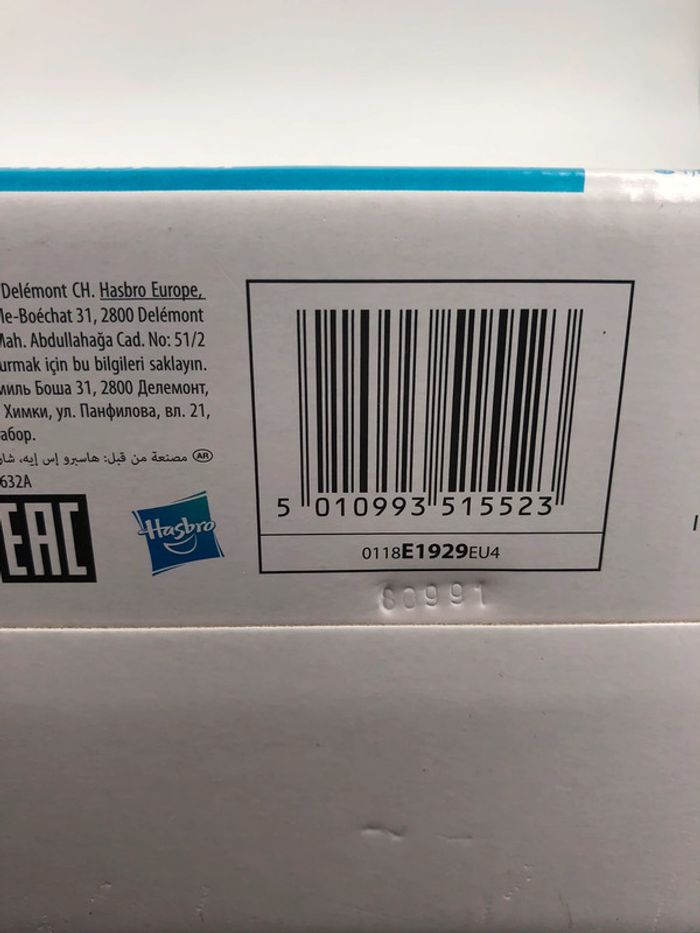 Delémont CH. Hasbro Europe,
le-Boéchat 31, 2800 Delémont
Mah. Abdullahağa Cad. No: 51/2
urmak için bu bilgileri saklayın.
миль Боша 31, 2800 Делемонт,
Химки, ул. Панфилова, вл. 21,
абор.
AR مصنعة من قبل: هاسبرو إس إيه، شار
632A
EAC
Hasbro
5 010993 515523
0118E1929EU4
80991